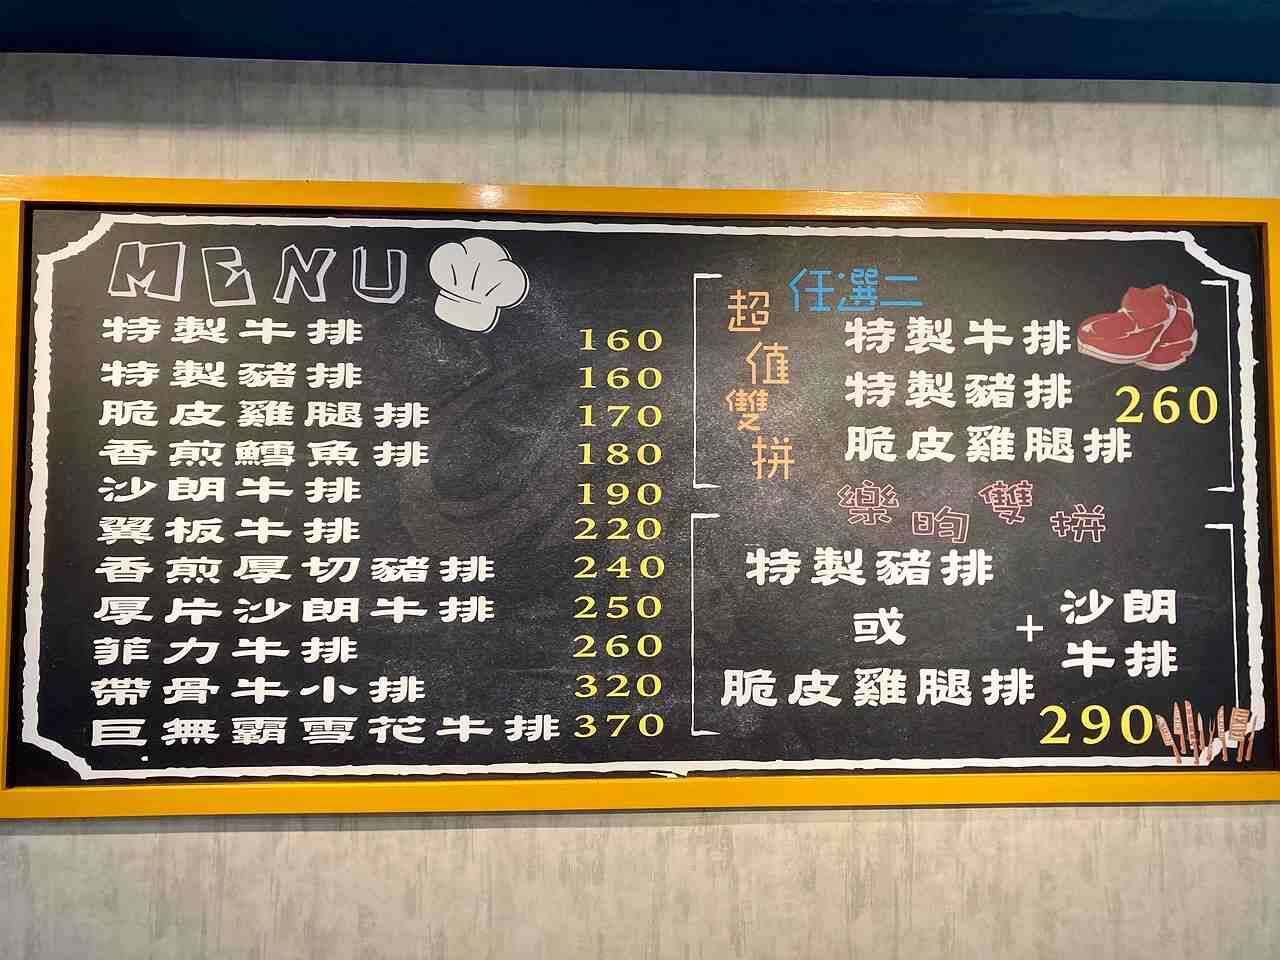 MENU
特製牛排 160
特製豬排 160
脆皮雞腿排 170
香煎鱈魚排 180
沙朗牛排 190
翼板牛排 220
香煎厚切豬排 240
厚片沙朗牛排 250
菲力牛排 260
帶骨牛小排 320
巨無霸雪花牛排 370
超值雙拼
任選二
特製牛排
特製豬排
脆皮雞腿排
260
樂昀雙拼
特製豬排
或
脆皮雞腿排
+
沙朗
牛排
290